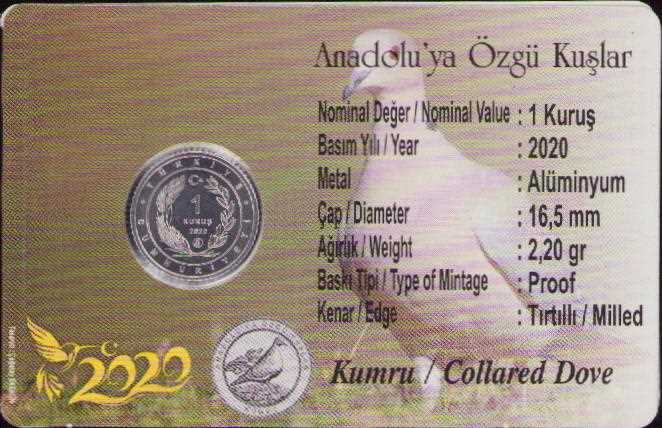 Anadolu'ya Özgü Kuşlar
Nominal Değer / Nominal Value : 1 Kuruş
Basım Yılı / Year : 2020
Metal : Alüminyum
Çap / Diameter : 16,5 mm
Ağırlık / Weight : 2,20 gr
Baskı Tipi / Type of Mintage : Proof
Kenar / Edge : Tırtıllı / Milled
Kumru / Collared Dove
TÜRKİYE
1
KURUŞ
2020
CUMHURİYETİ
2020